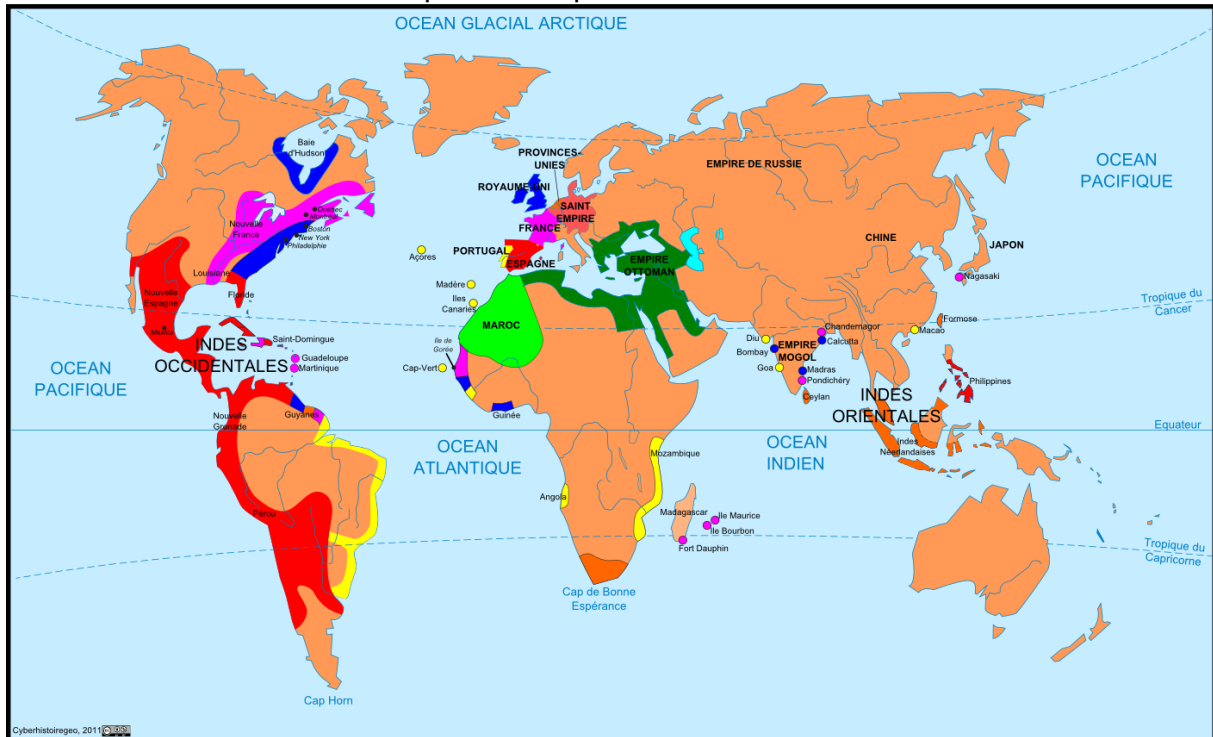 OCEAN GLACIAL ARCTIQUE
Baie
d'Hudson
PROVINCES-
UNIES
EMPIRE DE RUSSIE
OCEAN
PACIFIQUE
ROYAUME-UNI
SAINT
EMPIRE
Québec
Montréal
Nouvelle
France
Boston
New York
Philadelphie
FRANCE
CHINE
JAPON
Açores
PORTUGAL
ESPAGNE
EMPIRE
OTTOMAN
Louisiane
Nagasaki
Nouvelle
Espagne
Floride
Madère
Iles
Canaries
Tropique du
Cancer
Mexico
MAROC
Formose
Macao
INDES
OCCIDENTALES
Saint-Domingue
Ile de
Gorée
Diu
Chandernagor
Calcutta
Bombay
EMPIRE
MOGOL
Guadeloupe
Martinique
OCEAN
PACIFIQUE
Cap-Vert
Goa
Madras
Pondichéry
Philippines
Ceylan
INDES
ORIENTALES
Nouvelle
Grenade
Guyanes
Guinée
Equateur
OCEAN
ATLANTIQUE
OCEAN
INDIEN
Indes
Néerlandaises
Mozambique
Angola
Pérou
Madagascar
Ile Maurice
Ile Bourbon
Fort Dauphin
Tropique du
Capricorne
Cap de Bonne
Espérance
Cap Horn
Cyberhistoiregeo, 2011